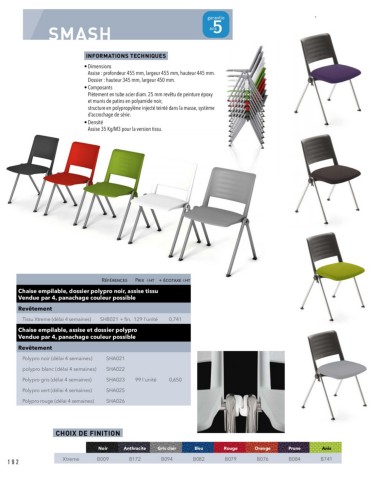 SMASH
garantie
5
INFORMATIONS TECHNIQUES
• Dimensions
Assise : profondeur 455 mm, largeur 455 mm, hauteur 445 mm.
Dossier : hauteur 345 mm, largeur 450 mm.
• Composants
Piètement en tube acier diam. 25 mm revêtu de peinture époxy
et munis de patins en polyamide noir,
structure en polypropylène injecté teinté dans la masse, système
d'accrochage de série.
• Densité
Assise 35 Kg/M3 pour la version tissu.
RÉFÉRENCES PRIX
Chaise empilable, dossier polypro noir, assise tissu
Vendue par 4, panachage couleur possible
Revêtement
Tissu Xtreme (délai 4 semaines) SHB021 + fin. 129 l'unité 0,741
Chaise empilable, assise et dossier polypro
Vendue par 4, panachage couleur possible
Revêtement
Polypro noir (délai 4 semaines) SHA021
polypro blanc (délai 4 semaines) SHA022
Polypro gris (délai 4 semaines) SHA023 99 l'unité 0,650
Polypro vert (délai 4 semaines) SHA025
Polypro rouge (délai 4 semaines) SHA026
CHOIX DE FINITION
Noir Anthracite Gris clair Bleu Rouge Orange Prune Anis
Xtreme B009 B172 B094 B082 B079 B076 B084 B741
182